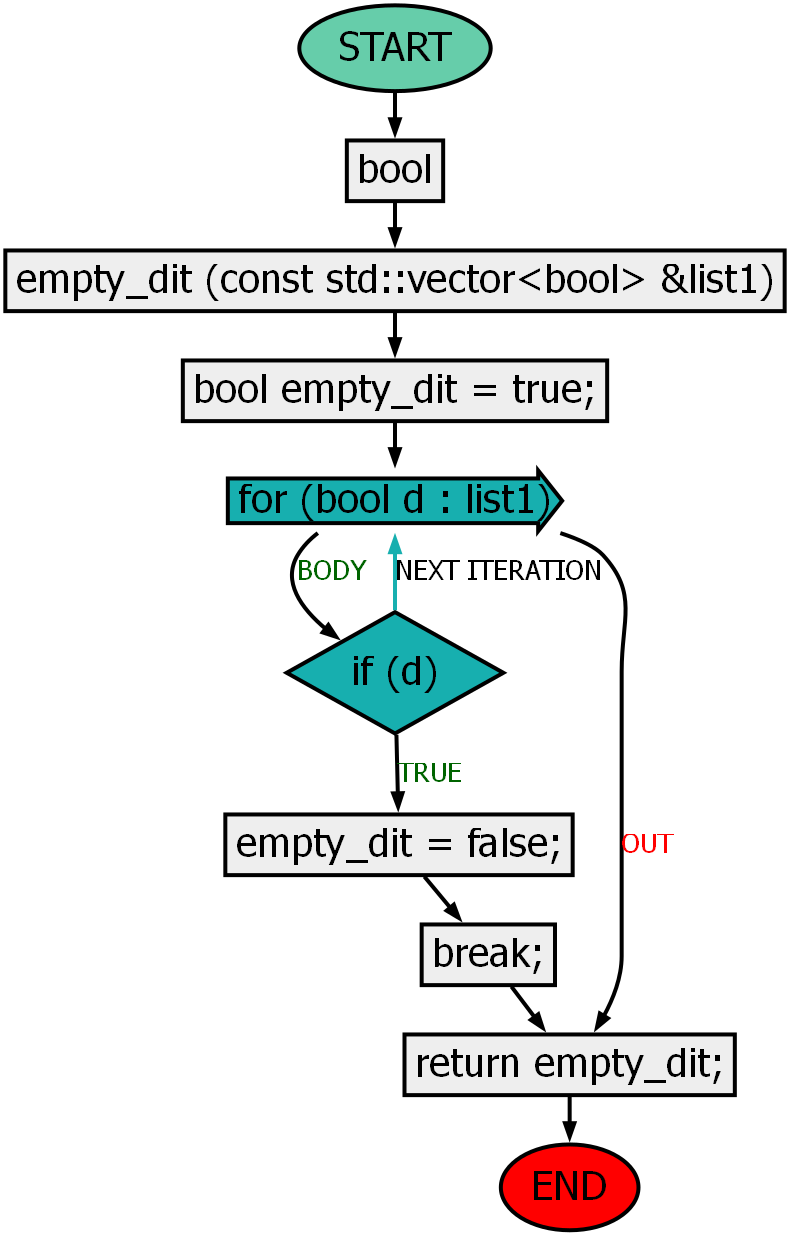 START
bool
empty_dit (const std::vector<bool> &list1)
bool empty_dit = true;
for (bool d : list1)
BODY
NEXT ITERATION
if (d)
TRUE
empty_dit = false;
OUT
break;
return empty_dit;
END